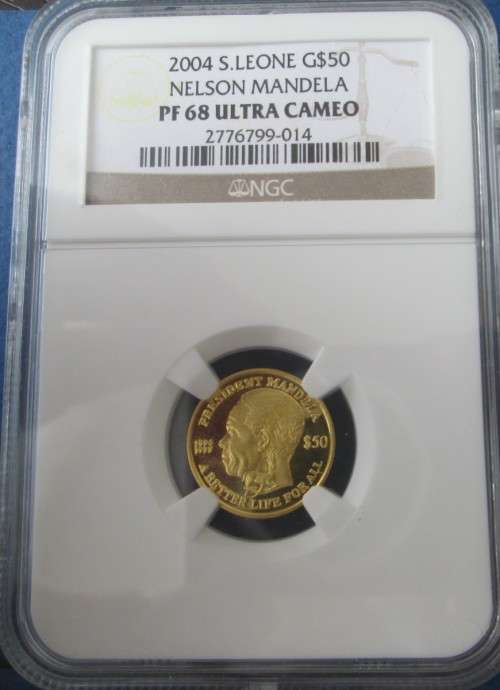 2004 S.LEONE G$50
NELSON MANDELA
PF 68 ULTRA CAMEO
2776799-014
NGC
PRESIDENT MANDELA
$50
A BETTER LIFE FOR ALL